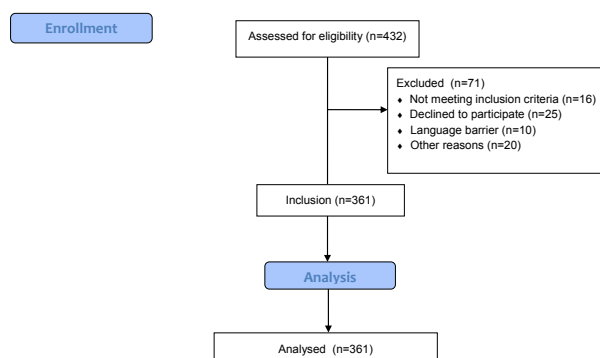 Enrollment
Assessed for eligibility (n=432)
Excluded (n=71)
♦ Not meeting inclusion criteria (n=16)
♦ Declined to participate (n=25)
♦ Language barrier (n=10)
♦ Other reasons (n=20)
Inclusion (n=361)
Analysis
Analysed (n=361)